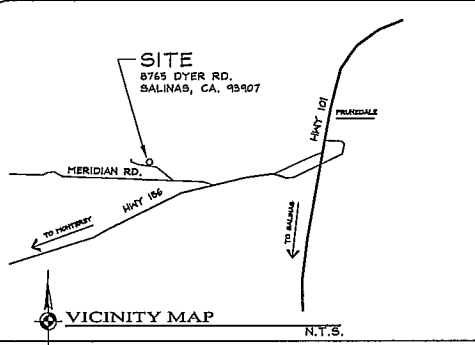 SITE
8765 DYER RD.
SALINAS, CA. 93907
HWY 101
PRUNEDALE
MERIDIAN RD.
HWY 156
TO MONTEREY
TO SALINAS
VICINITY MAP
N.T.S.